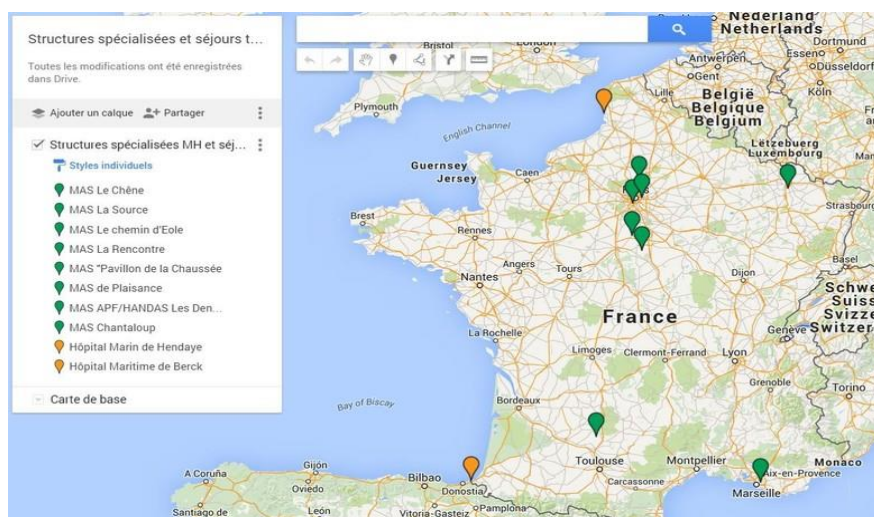 Structures spécialisées et séjours t...
Toutes les modifications ont été enregistrées
dans Drive.
Ajouter un calque Partager
Structures spécialisées MH et séj...
Styles individuels
MAS Le Chêne
MAS La Source
MAS Le chemin d'Eole
MAS La Rencontre
MAS "Pavillon de la Chaussée
MAS de Plaisance
MAS APF/HANDAS Les Den...
MAS Chantaloup
Hôpital Marin de Hendaye
Hôpital Maritime de Berck
Carte de base
Nederland
Netherlands
Bristol
London
Antwerpen
Essen
Dortmund
Düsseldorf
Gent
Köln
Plymouth
Lille
België
Belgique
Belgium
English Channel
Guernsey
Jersey
Caen
Lëtzebuerg
Luxembourg
Strasbourg
Brest
Rennes
Angers
Tours
Nantes
Dijon
Basel
France
Schwe
Suiss
Svizze
Switzer
Genève
La Rochelle
Limoges
Clermont-Ferrand
Lyon
Grenoble
Torino
Bay of Biscay
Bordeaux
Toulouse
Montpellier
Aix-en-Provence
Monaco
Marseille
Carcassonne
A Coruña
Gijón
Oviedo
Bilbao
Donostia
Pamplona
Santiago de
León
Vitoria-Gasteiz